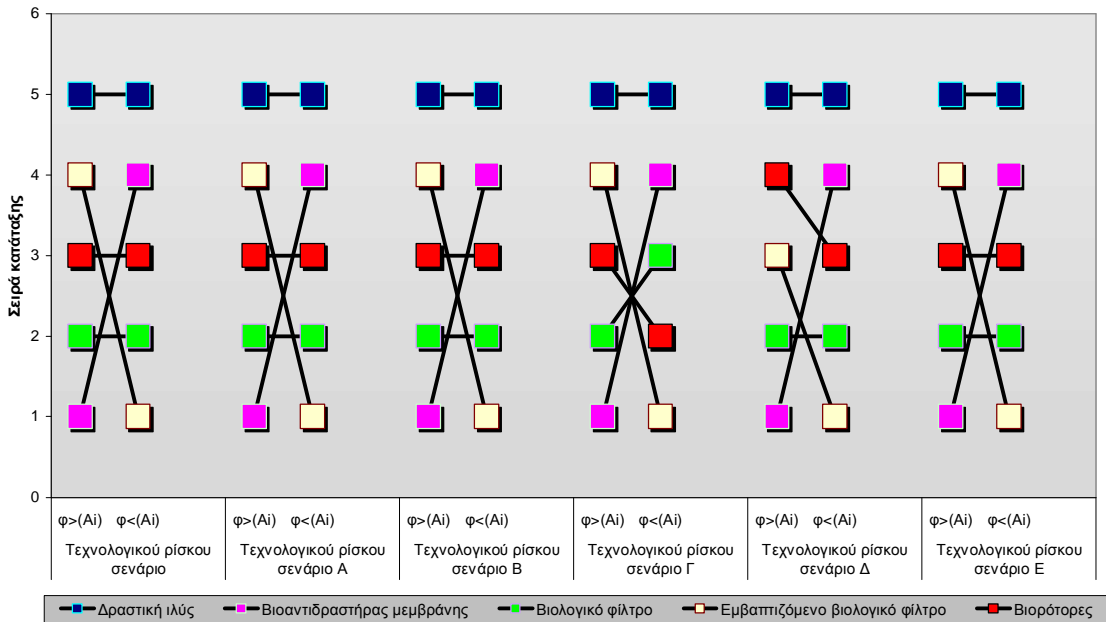 6
5
4
3
2
1
0
Σειρά κατάταξης
φ>(Ai) φ<(Ai) φ>(Ai) φ<(Ai) φ>(Ai) φ<(Ai) φ>(Ai) φ<(Ai) φ>(Ai) φ<(Ai) φ>(Ai) φ<(Ai)
Τεχνολογικού ρίσκου Τεχνολογικού ρίσκου Τεχνολογικού ρίσκου Τεχνολογικού ρίσκου Τεχνολογικού ρίσκου Τεχνολογικού ρίσκου
σενάριο σενάριο Α σενάριο Β σενάριο Γ σενάριο Δ σενάριο Ε
Δραστική ιλύς Βιοαντιδραστήρας μεμβράνης Βιολογικό φίλτρο Εμβαπτιζόμενο βιολογικό φίλτρο Βιορότορες